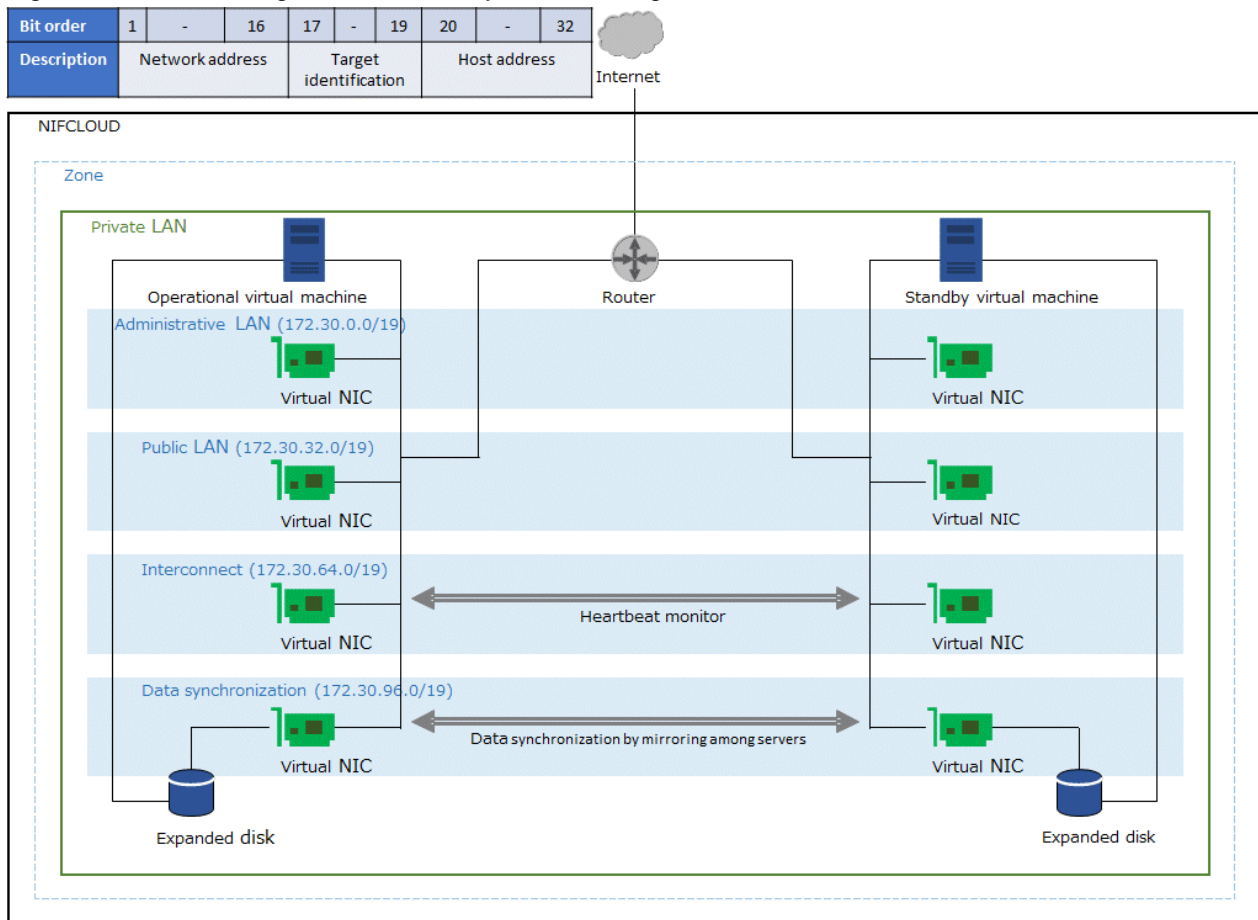 Bit order 1 - 16 17 - 19 20 - 32
Description Network address Target identification Host address
Internet
NIFCLOUD
Zone
Private LAN
Operational virtual machine
Router
Standby virtual machine
Administrative LAN (172.30.0.0/19)
Virtual NIC
Virtual NIC
Public LAN (172.30.32.0/19)
Virtual NIC
Virtual NIC
Interconnect (172.30.64.0/19)
Heartbeat monitor
Virtual NIC
Virtual NIC
Data synchronization (172.30.96.0/19)
Data synchronization by mirroring among servers
Virtual NIC
Virtual NIC
Expanded disk
Expanded disk